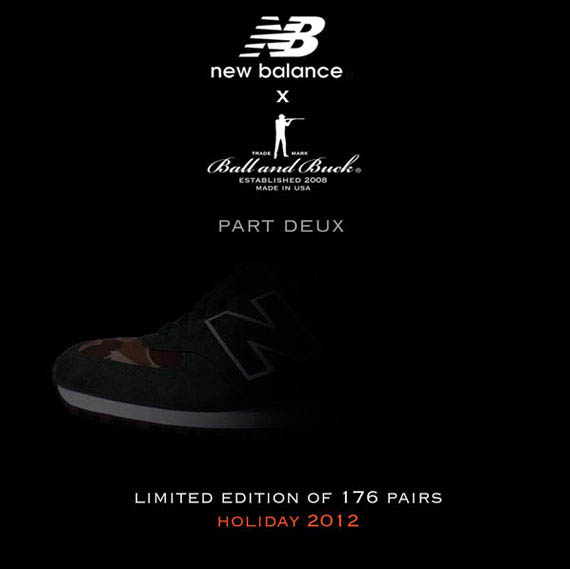 NB
new balance
X
TRADE MARK
Ball and Buck®
ESTABLISHED 2008
MADE IN USA
PART DEUX
N
LIMITED EDITION OF 176 PAIRS
HOLIDAY 2012